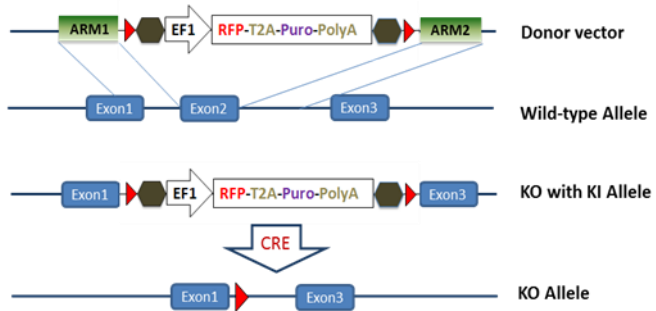 ARM1 EF1 RFP-T2A-Puro-PolyA ARM2 Donor vector
Exon1 Exon2 Exon3 Wild-type Allele
Exon1 EF1 RFP-T2A-Puro-PolyA Exon3 KO with KI Allele
CRE
Exon1 Exon3 KO Allele